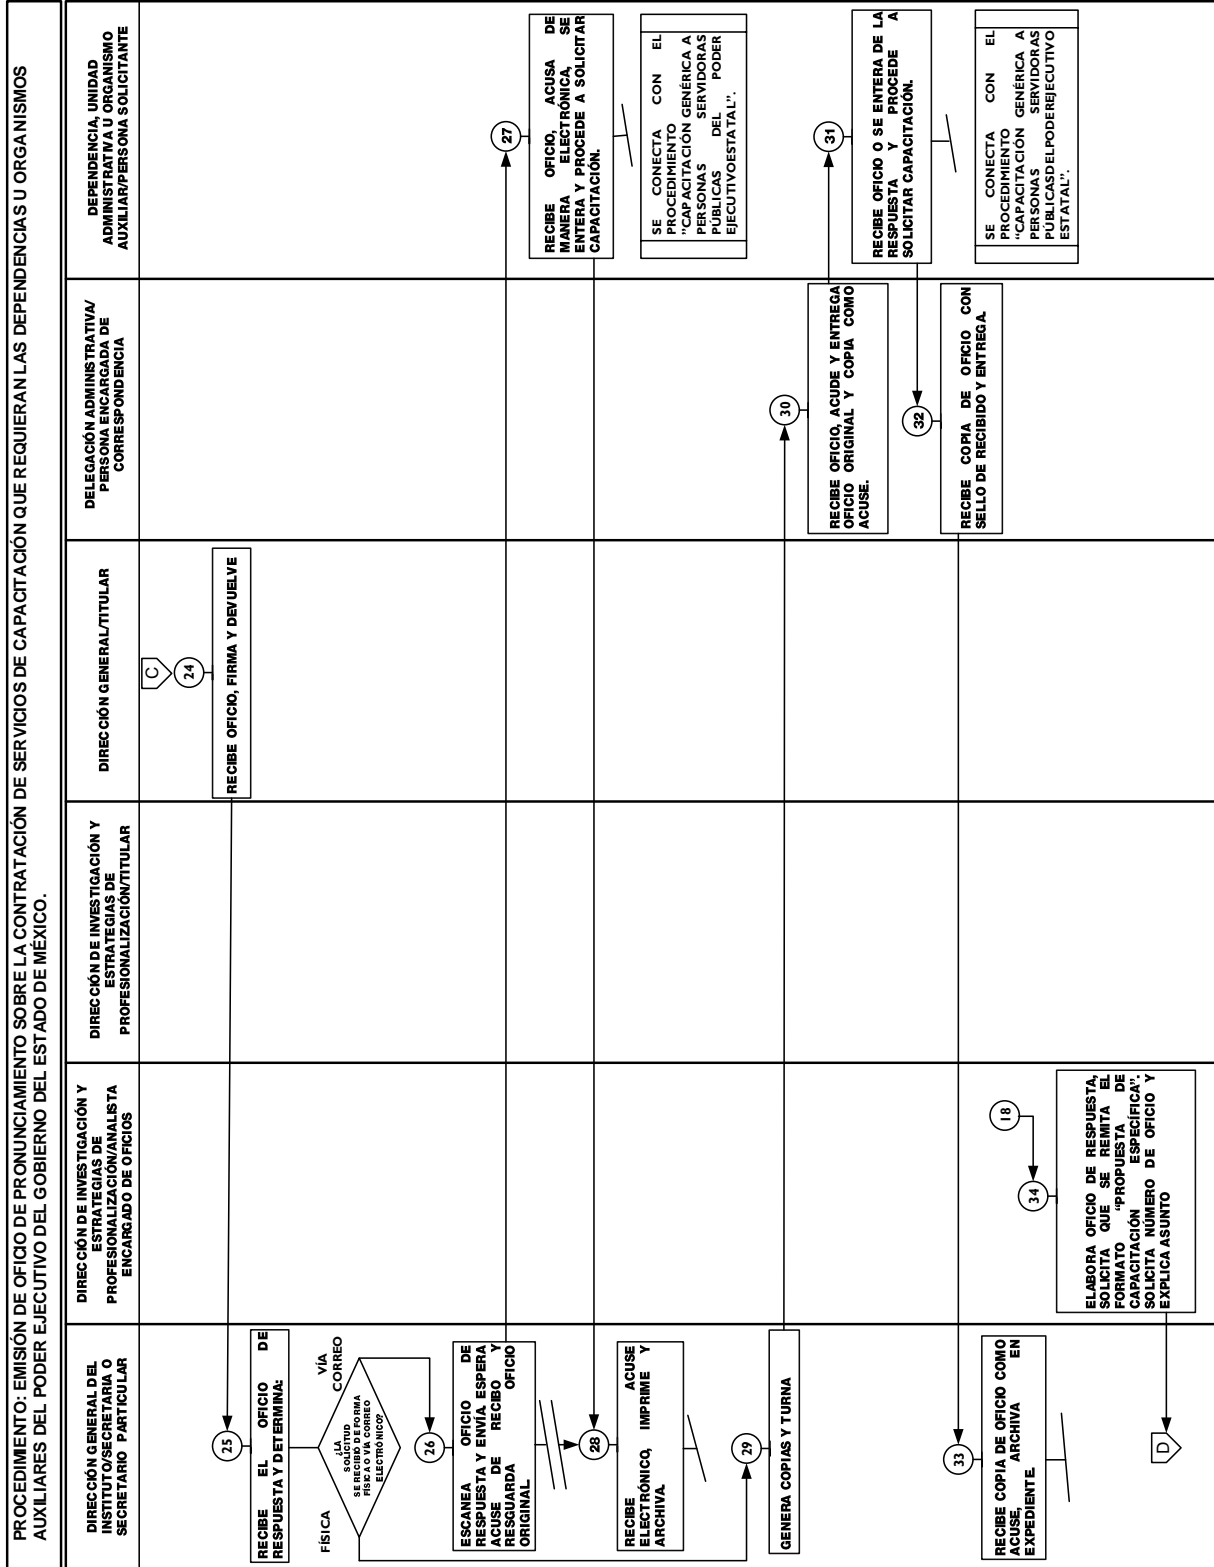 PROCEDIMIENTO: EMISIÓN DE OFICIO DE PRONUNCIAMIENTO SOBRE LA CONTRATACIÓN DE SERVICIOS DE CAPACITACIÓN QUE REQUIERAN LAS DEPENDENCIAS U ORGANISMOS
AUXILIARES DEL PODER EJECUTIVO DEL GOBIERNO DEL ESTADO DE MÉXICO.
DIRECCIÓN GENERAL DEL
INSTITUTO/SECRETARIA O
SECRETARIO PARTICULAR
DIRECCIÓN DE INVESTIGACIÓN Y
ESTRATEGIAS DE
PROFESIONALIZACIÓN/ANALISTA
ENCARGADO DE OFICIOS
DIRECCIÓN DE INVESTIGACIÓN Y
ESTRATEGIAS DE
PROFESIONALIZACIÓN/TITULAR
DIRECCIÓN GENERAL/TITULAR
DELEGACIÓN ADMINISTRATIVA/
PERSONA ENCARGADA DE
CORRESPONDENCIA
DEPENDENCIA, UNIDAD
ADMINISTRATIVA U ORGANISMO
AUXILIAR/PERSONA SOLICITANTE
C
24
RECIBE OFICIO, FIRMA Y DEVUELVE
25
RECIBE EL OFICIO DE
RESPUESTA Y DETERMINA:
FÍSICA
¿LA
SOLICITUD
SE RECIBIÓ DE FORMA
FÍSICA O VÍA CORREO
ELECTRÓNICO?
VÍA
CORREO
26
ESCANEA OFICIO DE
RESPUESTA Y ENVÍA. ESPERA
ACUSE DE RECIBO Y
RESGUARDA OFICIO
ORIGINAL.
27
RECIBE OFICIO, ACUSA DE
MANERA ELECTRÓNICA, SE
ENTERA Y PROCEDE A SOLICITAR
CAPACITACIÓN.
SE CONECTA CON EL
PROCEDIMIENTO
"CAPACITACIÓN GENÉRICA A
PERSONAS SERVIDORAS
PÚBLICAS DEL PODER
EJECUTIVOESTATAL".
28
RECIBE ACUSE
ELECTRÓNICO, IMPRIME Y
ARCHIVA.
29
GENERA COPIAS Y TURNA
30
RECIBE OFICIO, ACUDE Y ENTREGA
OFICIO ORIGINAL Y COPIA COMO
ACUSE.
31
RECIBE OFICIO O SE ENTERA DE LA
RESPUESTA Y PROCEDE A
SOLICITAR CAPACITACIÓN.
SE CONECTA CON EL
PROCEDIMIENTO
"CAPACITACIÓN GENÉRICA A
PERSONAS SERVIDORAS
PÚBLICASDELPODEREJECUTIVO
ESTATAL".
32
RECIBE COPIA DE OFICIO CON
SELLO DE RECIBIDO Y ENTREGA.
33
RECIBE COPIA DE OFICIO COMO
ACUSE, ARCHIVA EN
EXPEDIENTE.
18
34
ELABORA OFICIO DE RESPUESTA,
SOLICITA QUE SE REMITA EL
FORMATO "PROPUESTA DE
CAPACITACIÓN ESPECÍFICA".
SOLICITA NÚMERO DE OFICIO Y
EXPLICA ASUNTO
D